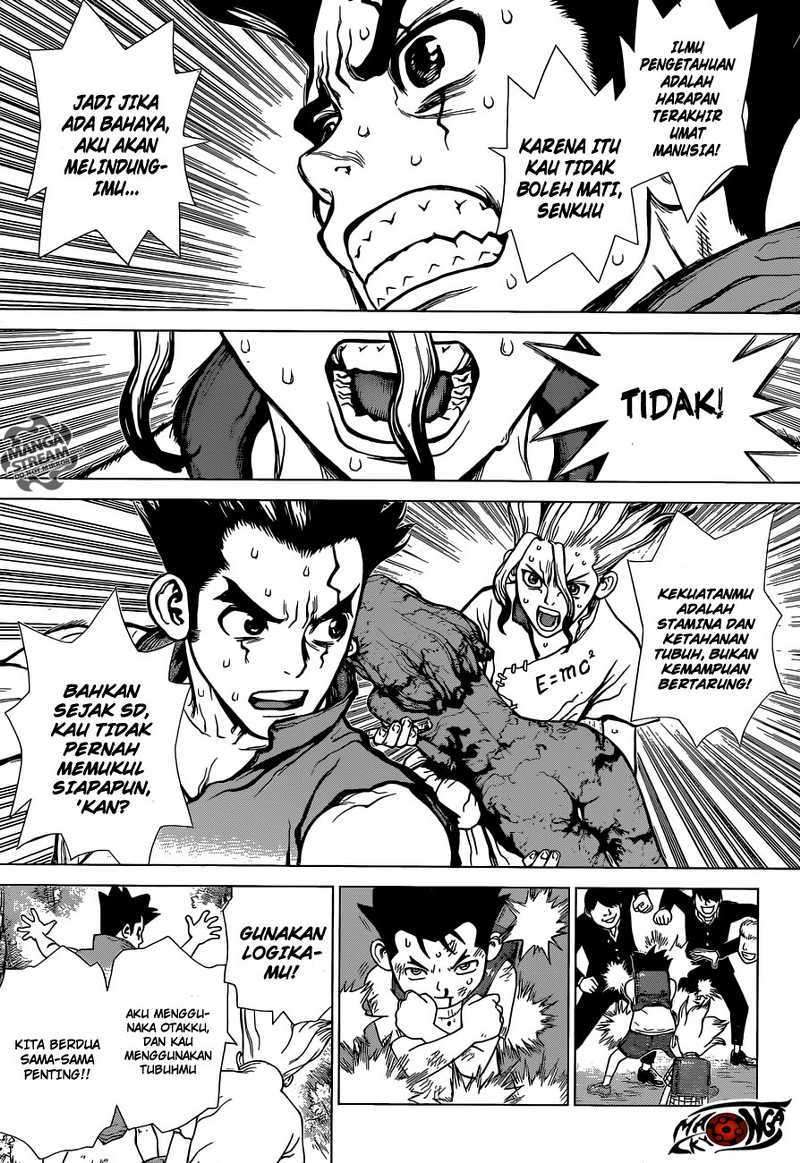 ILMU
PENGETAHUAN
ADALAH
HARAPAN
TERAKHIR
UMAT
MANUSIA!
KARENA ITU
KAU TIDAK
BOLEH MATI,
SENKUU
JADI JIKA
ADA BAHAYA,
AKU AKAN
MELINDUNG-
IMU...
TIDAK!
MANGA
STREAM
KEKUATANMU
ADALAH
STAMINA DAN
KETAHANAN
TUBUH, BUKAN
KEMAMPUAN
BERTARUNG!
E=mc²
BAHKAN
SEJAK SD,
KAU TIDAK
PERNAH
MEMUKUL
SIAPAPUN,
'KAN?
GUNAKAN
LOGIKA-
MU!
AKU MENGGU-
NAKA OTAKKU,
DAN KAU
MENGGUNAKAN
TUBUHMU
KITA BERDUA
SAMA-SAMA
PENTING!!